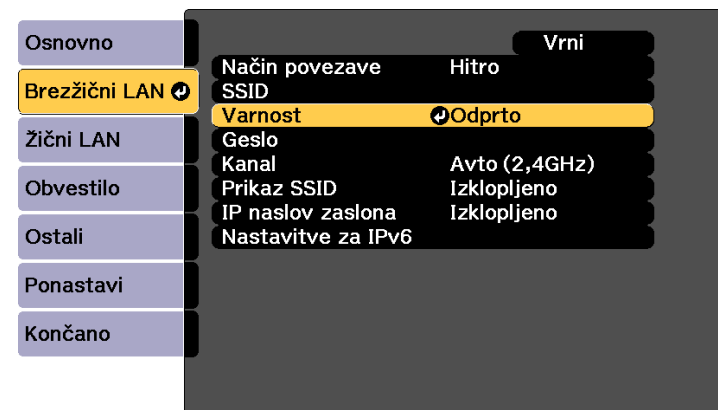 Osnovno
Brezžični LAN
Žični LAN
Obvestilo
Ostali
Ponastavi
Končano
Vrni
Način povezave Hitro
SSID
Varnost Odprto
Geslo
Kanal Avto (2,4GHz)
Prikaz SSID Izklopljeno
IP naslov zaslona Izklopljeno
Nastavitve za IPv6